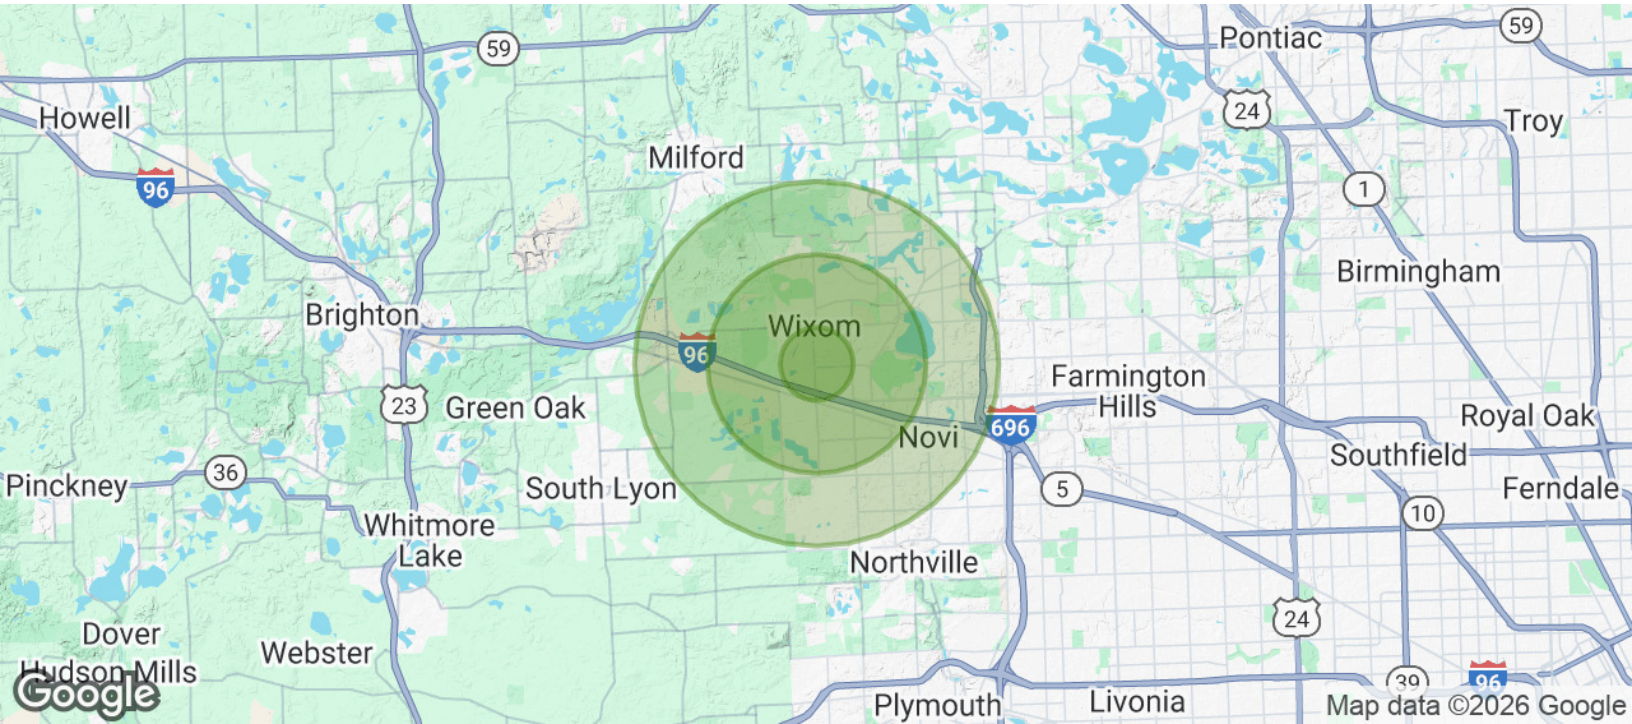 59
Pontiac
59
Howell
24
Troy
Milford
96
1
Birmingham
Brighton
Wixom
96
23
Green Oak
Farmington
Hills
Royal Oak
Novi
696
Southfield
36
Pinckney
South Lyon
5
Ferndale
10
Whitmore
Lake
Northville
24
Dover
Webster
Hudson Mills
96
39
Google
Plymouth
Livonia
Map data ©2026 Google